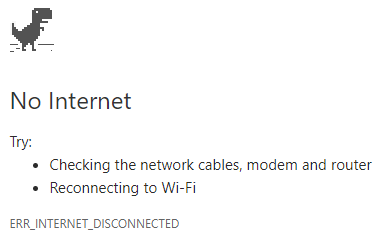 No Internet
Try:
• Checking the network cables, modem and router
• Reconnecting to Wi-Fi
ERR_INTERNET_DISCONNECTED